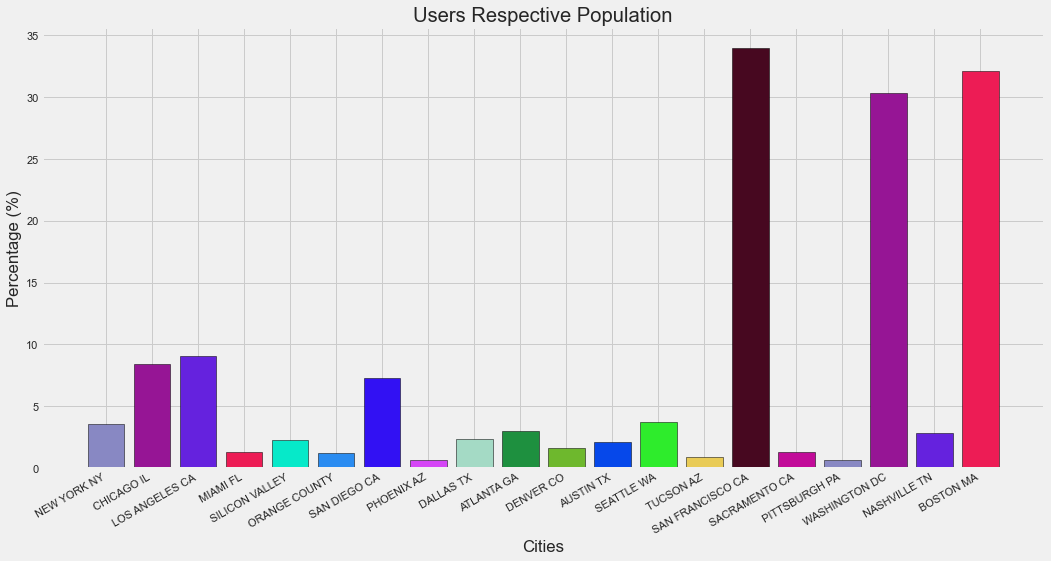 Users Respective Population
Percentage (%)
35
30
25
20
15
10
5
0
NEW YORK NY
CHICAGO IL
LOS ANGELES CA
MIAMI FL
SILICON VALLEY
ORANGE COUNTY
SAN DIEGO CA
PHOENIX AZ
DALLAS TX
ATLANTA GA
DENVER CO
AUSTIN TX
SEATTLE WA
TUCSON AZ
SAN FRANCISCO CA
SACRAMENTO CA
PITTSBURGH PA
WASHINGTON DC
NASHVILLE TN
BOSTON MA
Cities